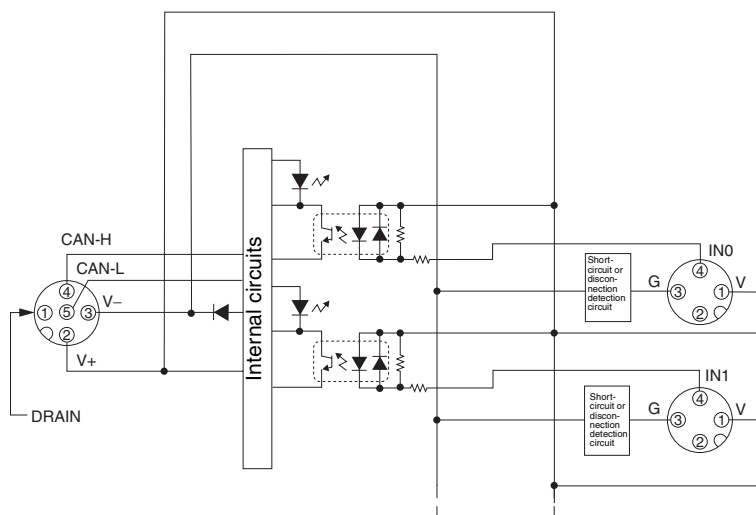 CAN-H
CAN-L
4
1
5
3
2
V–
V+
DRAIN
Internal circuits
Short-
circuit or
discon-
nection
detection
circuit
G
IN0
4
3
1
2
V
Short-
circuit or
discon-
nection
detection
circuit
G
IN1
4
3
1
2
V